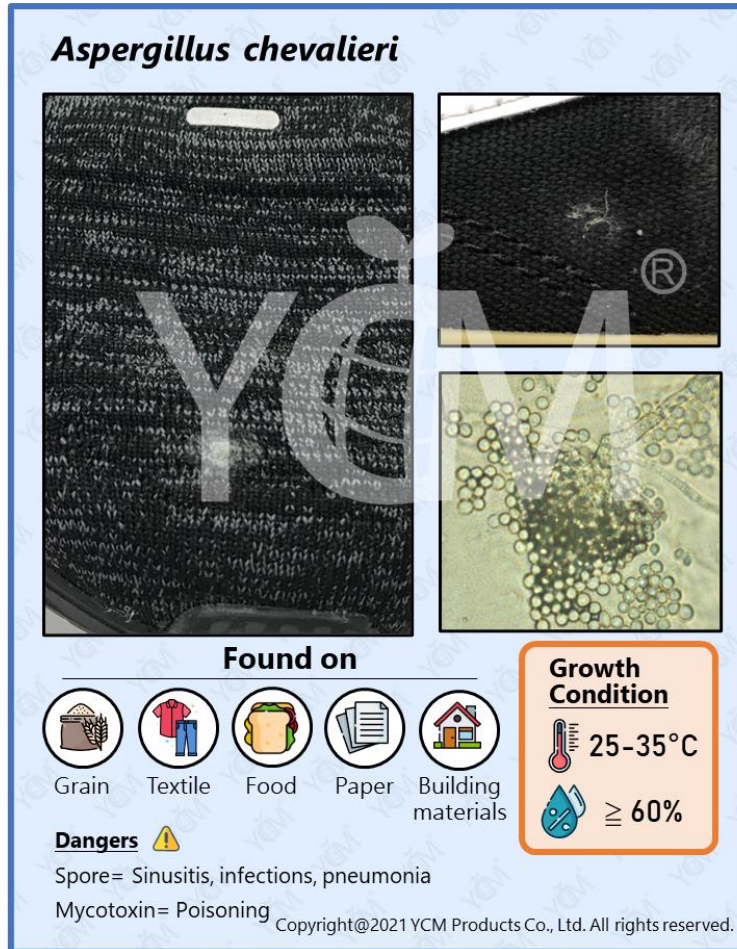 Aspergillus chevalieri
YCM®
Found on
Grain
Textile
Food
Paper
Building
materials
Growth
Condition
25-35°C
≧ 60%
Dangers
Spore= Sinusitis, infections, pneumonia
Mycotoxin= Poisoning
Copyright@2021 YCM Products Co., Ltd. All rights reserved.